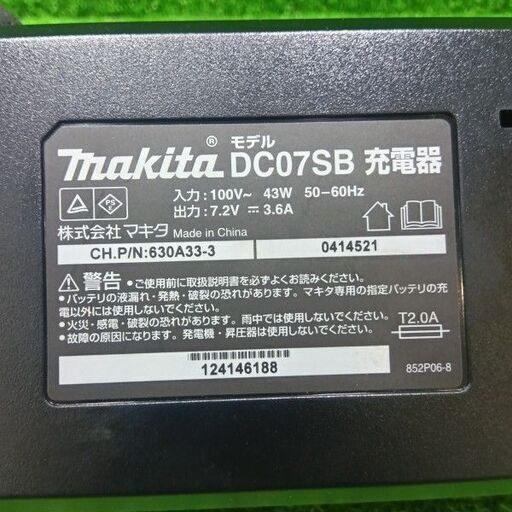 makita® モデル DC07SB 充電器
入力:100V~ 43W 50-60Hz
出力:7.2V ⎓ 3.6A
PS E
株式会社マキタ Made in China
CH.P/N:630A33-3 0414521
⚠警告 •ご使用前に取扱説明書を必ずよくお読みください。
•バッテリの液漏れ・発熱・破裂の恐れがあります。マキタ専用の指定バッテリの充
電以外には使用しないでください。
•火災・感電・破裂の恐れがあります。雨中では使用しないでください。
•故障の原因になります。発電機・昇圧器は使用しないでください。
T2.0A
124146188
852P06-8